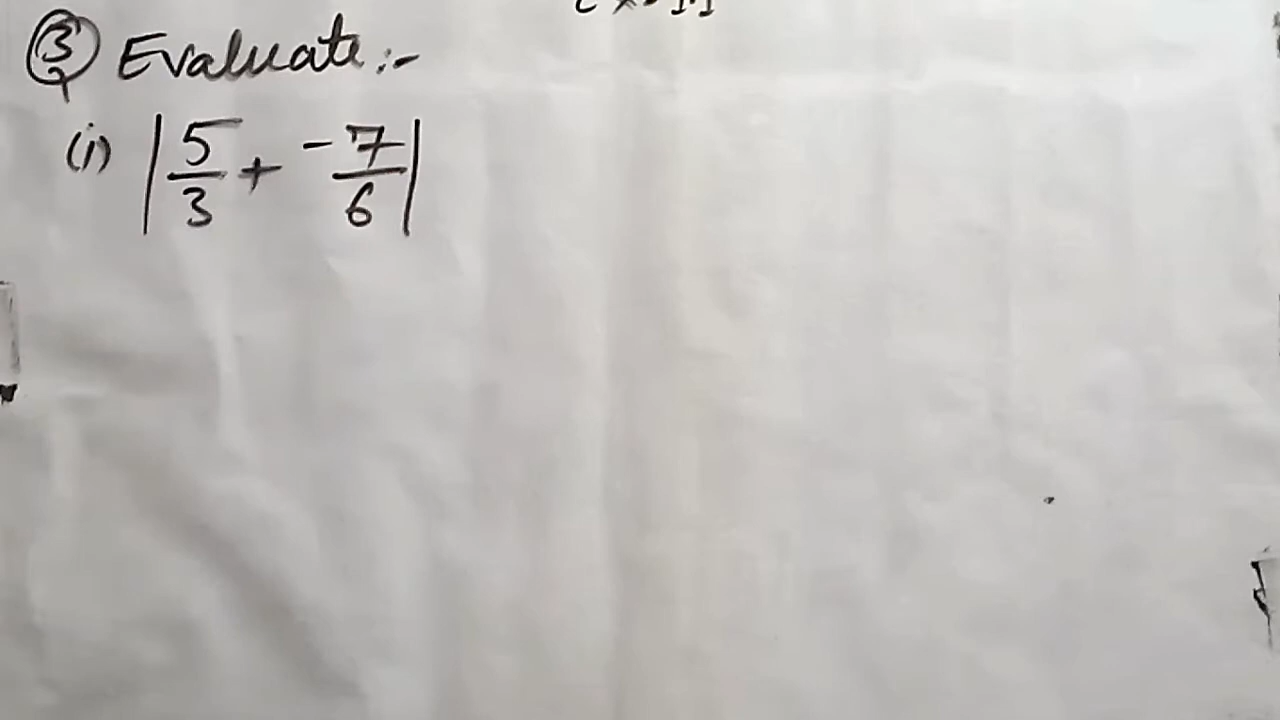 ③ Evaluate :-
(i) |5/3 + -7/6|